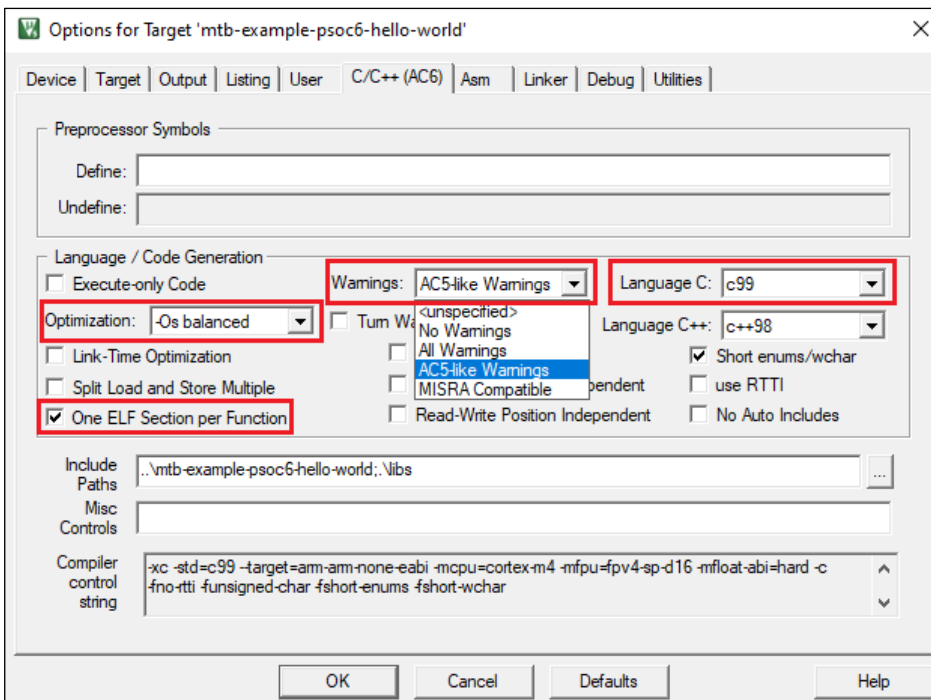 Options for Target 'mtb-example-psoc6-hello-world'
Device Target Output Listing User C/C++ (AC6) Asm Linker Debug Utilities
Preprocessor Symbols
Define:
Undefine:
Language / Code Generation
Execute-only Code Warnings: AC5-like Warnings Language C: c99
<unspecified>
Optimization: -Os balanced Turn Language C++: c++98
No Warnings
Link-Time Optimization All Warnings Short enums/wchar
AC5-like Warnings
Split Load and Store Multiple MISRA Compatible use RTTI
One ELF Section per Function Read-Write Position Independent No Auto Includes
Include Paths ..\mtb-example-psoc6-hello-world;.\libs ...
Misc Controls
Compiler control string
-xc -std=c99 --target=arm-arm-none-eabi -mcpu=cortex-m4 -mfpu=fpv4-sp-d16 -mfloat-abi=hard -c
-fno-rtti -funsigned-char -fshort-enums -fshort-wchar
OK Cancel Defaults Help